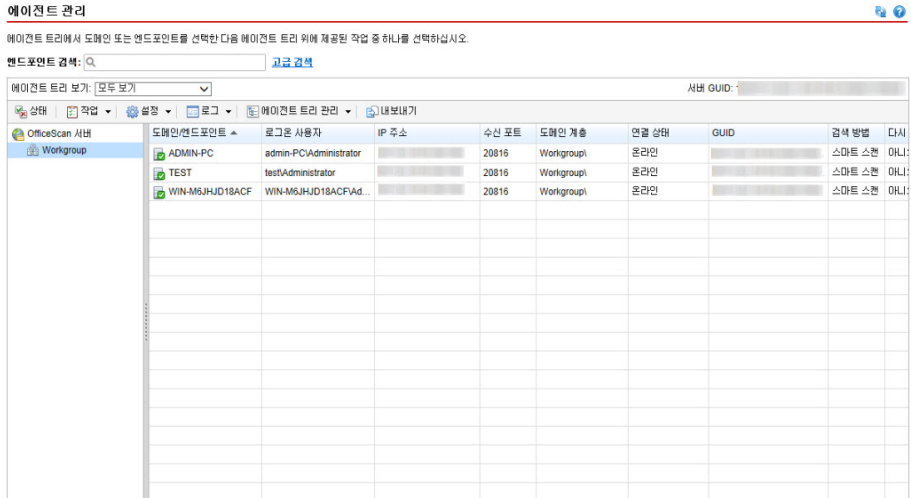 에이전트 관리
에이전트 트리에서 도메인 또는 엔드포인트를 선택한 다음 에이전트 트리 위에 제공된 작업 중 하나를 선택하십시오.
엔드포인트 검색: 고급 검색
에이전트 트리 보기: 모두 보기 서버 GUID:
상태 작업 설정 로그 에이전트 트리 관리 내보내기
OfficeScan 서버 도메인/엔드포인트 로그온 사용자 IP 주소 수신 포트 도메인 계층 연결 상태 GUID 검색 방법 다시
Workgroup ADMIN-PC admin-PC\Administrator 20816 Workgroup\ 온라인 스마트 스캔 아니
TEST test\Administrator 20816 Workgroup\ 온라인 스마트 스캔 아니
WIN-M6JHJD18ACF WIN-M6JHJD18ACF\Ad... 20816 Workgroup\ 온라인 스마트 스캔 아니